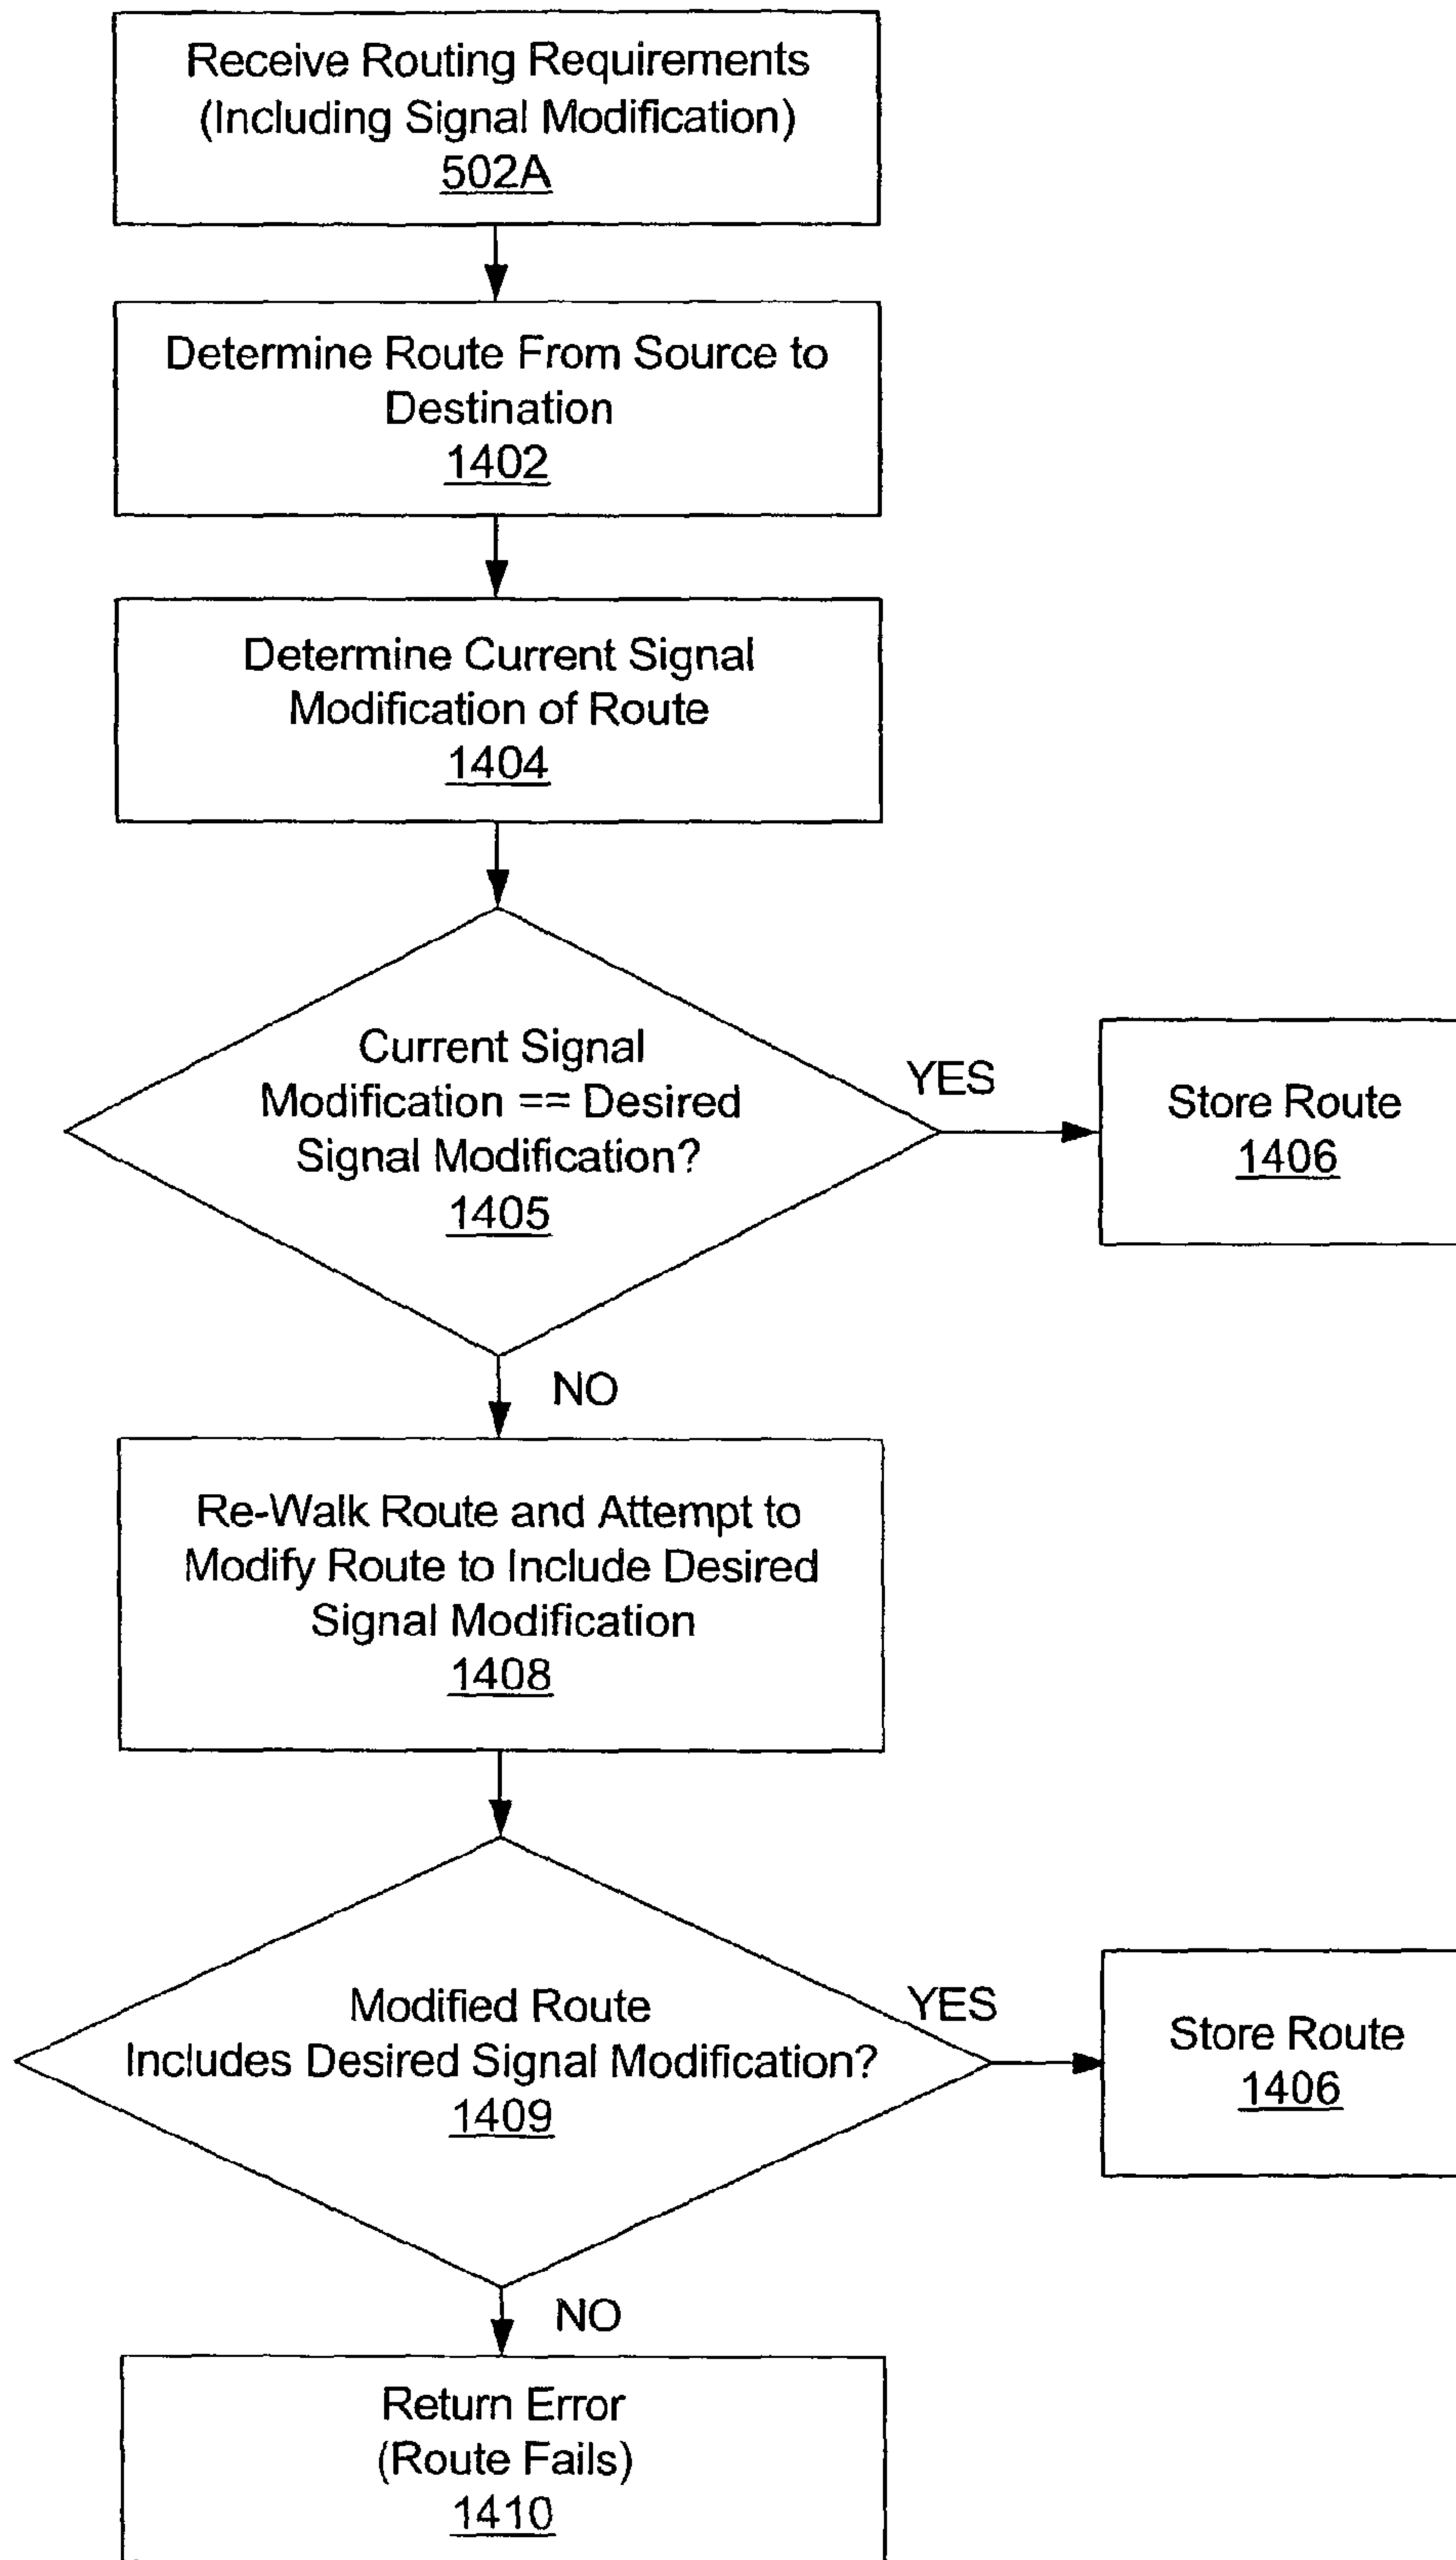 Receive Routing Requirements
(Including Signal Modification)
502A
Determine Route From Source to
Destination
1402
Determine Current Signal
Modification of Route
1404
Current Signal
Modification == Desired
Signal Modification?
1405
YES
Store Route
1406
NO
Re-Walk Route and Attempt to
Modify Route to Include Desired
Signal Modification
1408
Modified Route
Includes Desired Signal Modification?
1409
YES
Store Route
1406
NO
Return Error
(Route Fails)
1410